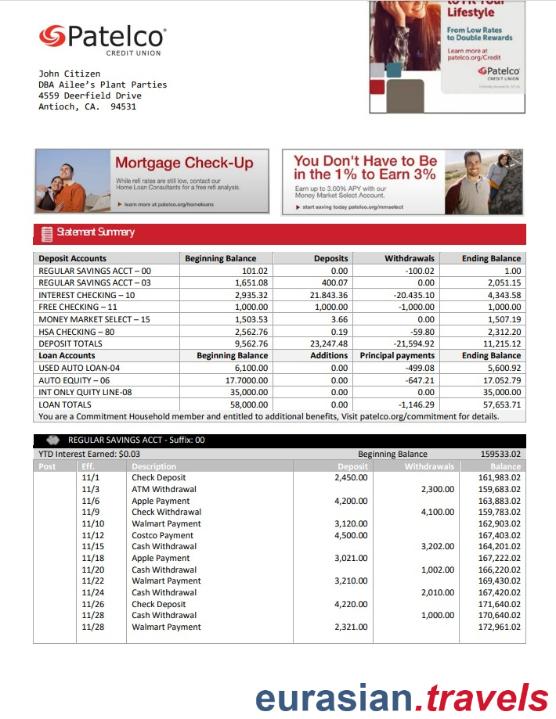 to Fit Your
Lifestyle
From Low Rates
to Double Rewards
Learn more at
patelco.org/Credit
Patelco
CREDIT UNION
Patelco
CREDIT UNION
John Citizen
DBA Ailee's Plant Parties
4559 Deerfield Drive
Antioch, CA. 94531
Mortgage Check-Up
While refi rates are still low, contact our
Home Loan Consultants for a free refi analysis.
learn more at patelco.org/homeloans
You Don't Have to Be
in the 1% to Earn 3%
Earn up to 3.00% APY with our
Money Market Select Account.
start saving today patelco.org/mmselect
Statement Summary
Deposit Accounts Beginning Balance Deposits Withdrawals Ending Balance
REGULAR SAVINGS ACCT – 00 101.02 0.00 -100.02 1.00
REGULAR SAVINGS ACCT – 03 1,651.08 400.07 0.00 2,051.15
INTEREST CHECKING – 10 2,935.32 21.843.36 -20.435.10 4,343.58
FREE CHECKING – 11 1,000.00 1,000.00 -1,000.00 1,000.00
MONEY MARKET SELECT – 15 1,503.53 3.66 0.00 1,507.19
HSA CHECKING – 80 2,562.76 0.19 -59.80 2,312.20
DEPOSIT TOTALS 9,562.76 23,247.48 -21,594.92 11,215.12
Loan Accounts Beginning Balance Additions Principal payments Ending Balance
USED AUTO LOAN-04 6,100.00 0.00 -499.08 5,600.92
AUTO EQUITY – 06 17.7000.00 0.00 -647.21 17.052.79
INT ONLY QUITY LINE-08 35,000.00 0.00 0.00 35,000.00
LOAN TOTALS 58,000.00 0.00 -1,146.29 57,653.71
You are a Commitment Household member and entitled to additional benefits, Visit patelco.org/commitment for details.
REGULAR SAVINGS ACCT - Suffix: 00
YTD Interest Earned: $0.03 Beginning Balance 159533.02
Post Eff. Description Deposit Withdrawals Balance
11/1 Check Deposit 2,450.00 161,983.02
11/3 ATM Withdrawal 2,300.00 159,683.02
11/6 Apple Payment 4,200.00 163,883.02
11/9 Check Withdrawal 4,100.00 159,783.02
11/10 Walmart Payment 3,120.00 162,903.02
11/12 Costco Payment 4,500.00 167,403.02
11/15 Cash Withdrawal 3,202.00 164,201.02
11/18 Apple Payment 3,021.00 167,222.02
11/20 Cash Withdrawal 1,002.00 166,220.02
11/22 Walmart Payment 3,210.00 169,430.02
11/24 Cash Withdrawal 2,010.00 167,420.02
11/26 Check Deposit 4,220.00 171,640.02
11/28 Cash Withdrawal 1,000.00 170,640.02
11/28 Walmart Payment 2,321.00 172,961.02
eurasian.travels